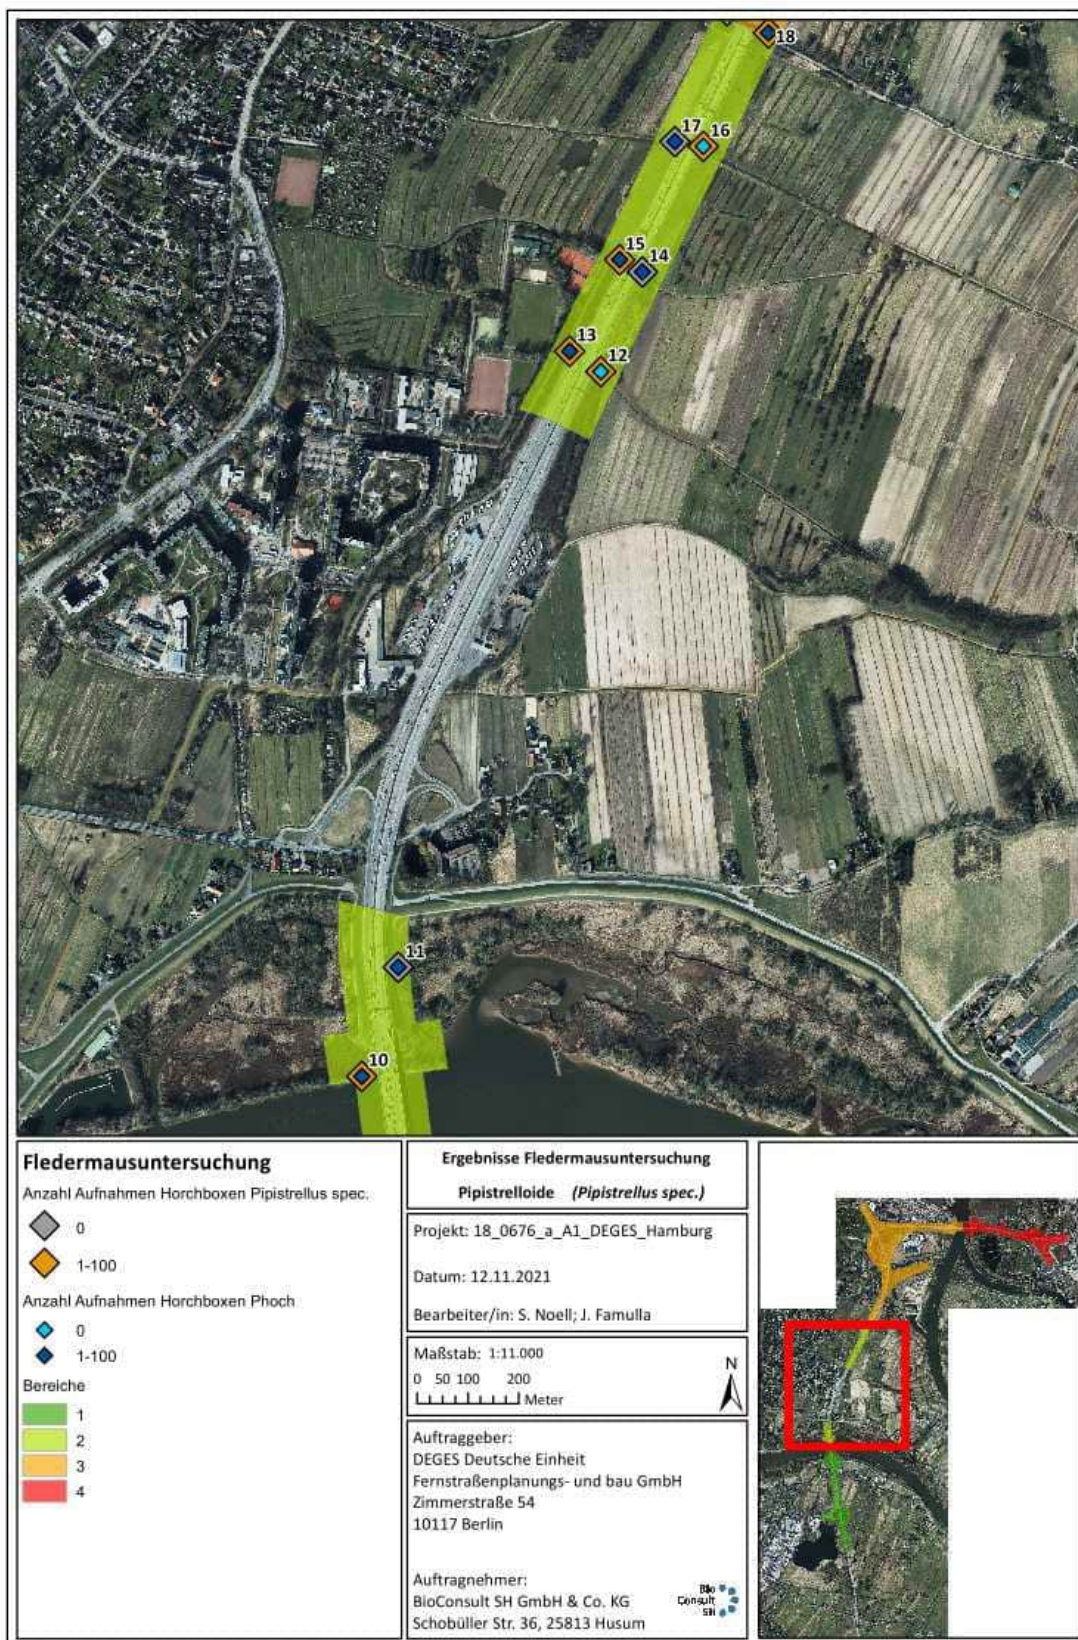 18
17
16
15
14
13
12
11
10
Fledermausuntersuchung
Anzahl Aufnahmen Horchboxen Pipistrellus spec.
0
1-100
Anzahl Aufnahmen Horchboxen Phoch
0
1-100
Bereiche
1
2
3
4
Ergebnisse Fledermausuntersuchung
Pipistrelloide (Pipistrellus spec.)
Projekt: 18_0676_a_A1_DEGES_Hamburg
Datum: 12.11.2021
Bearbeiter/in: S. Noell; J. Famulla
Maßstab: 1:11.000
0 50 100 200
Meter
N
Auftraggeber:
DEGES Deutsche Einheit
Fernstraßenplanungs- und bau GmbH
Zimmerstraße 54
10117 Berlin
Auftragnehmer:
BioConsult SH GmbH & Co. KG
Schobüller Str. 36, 25813 Husum
Bio
Consult
SH